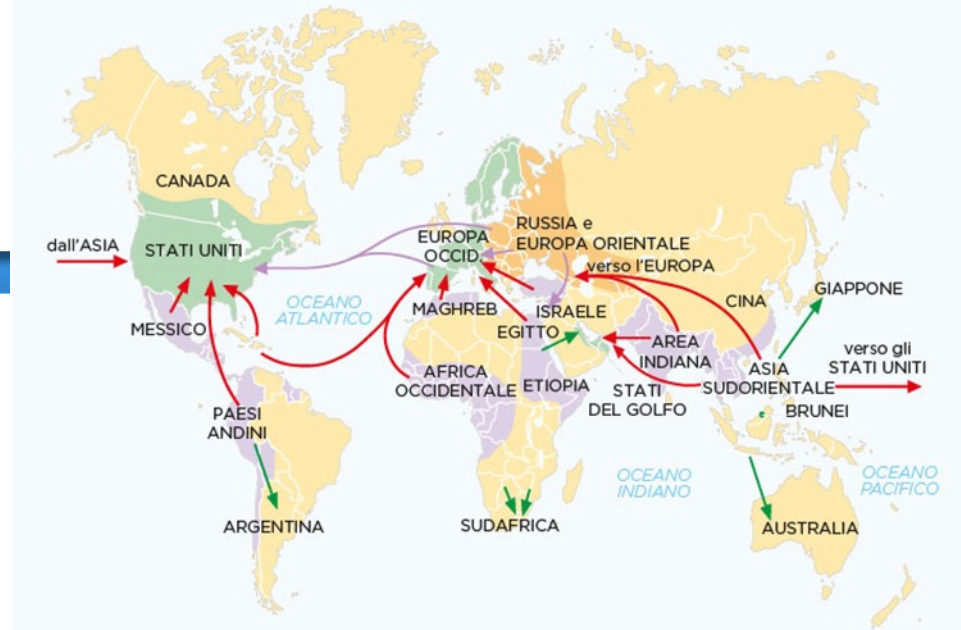 CANADA
dall'ASIA
STATI UNITI
EUROPA
OCCID.
RUSSIA e
EUROPA ORIENTALE
verso l'EUROPA
OCEANO
ATLANTICO
MESSICO
MAGHREB
ISRAELE
EGITTO
CINA
GIAPPONE
AREA
INDIANA
verso gli
STATI UNITI
AFRICA
OCCIDENTALE
ETIOPIA
STATI
DEL GOLFO
ASIA
SUDORIENTALE
BRUNEI
PAESI
ANDINI
OCEANO
INDIANO
OCEANO
PACIFICO
ARGENTINA
SUDAFRICA
AUSTRALIA